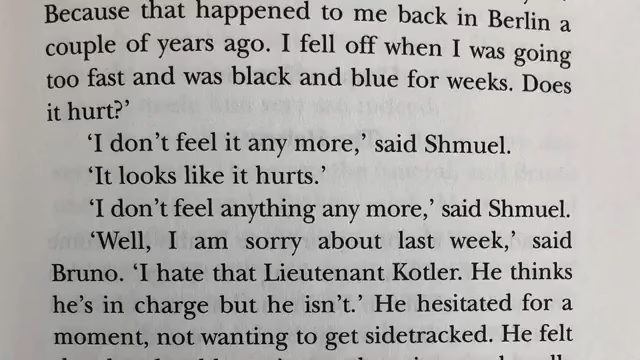 Because that happened to me back in Berlin a
couple of years ago. I fell off when I was going
too fast and was black and blue for weeks. Does
it hurt?’
‘I don’t feel it any more,’ said Shmuel.
‘It looks like it hurts.’
‘I don’t feel anything any more,’ said Shmuel.
‘Well, I am sorry about last week,’ said
Bruno. ‘I hate that Lieutenant Kotler. He thinks
he’s in charge but he isn’t.’ He hesitated for a
moment, not wanting to get sidetracked. He felt